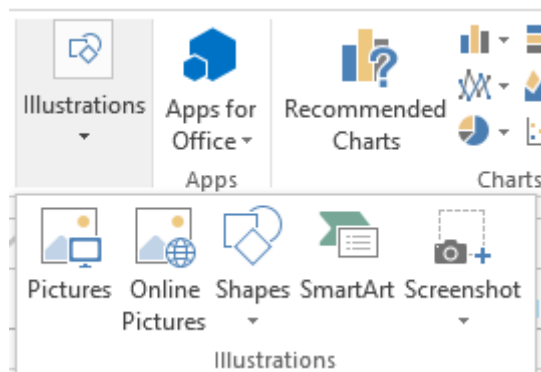 Illustrations
Apps for
Office
Recommended
Charts
Apps
Charts
Pictures
Online
Pictures
Shapes
SmartArt
Screenshot
Illustrations